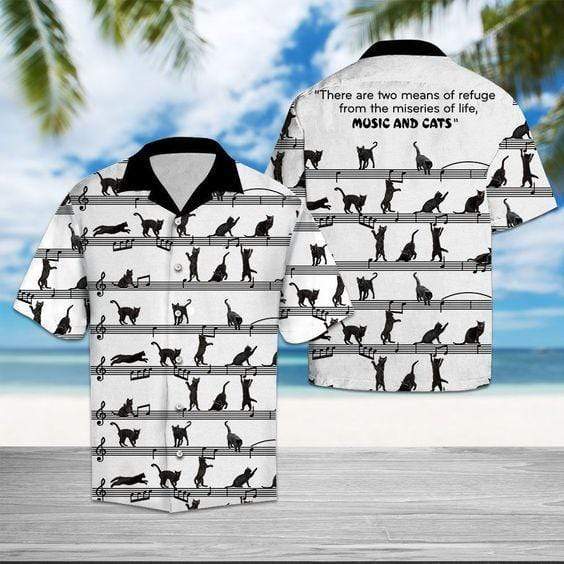 "There are two means of refuge
from the miseries of life,
MUSIC AND CATS"